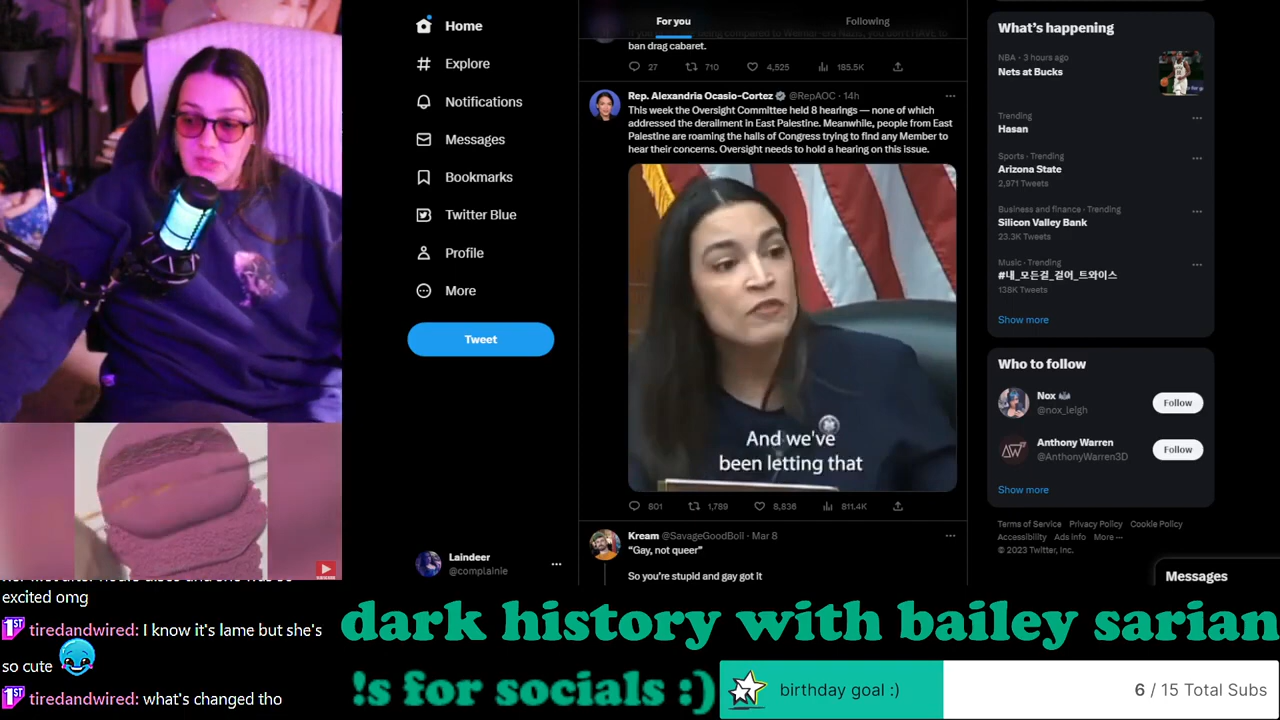 Home
Explore
Notifications
Messages
Bookmarks
Twitter Blue
Profile
More
Tweet
Laindeer
@complainie
For you
Following
ban drag cabaret.
27 710 4,525 185.5K
Rep. Alexandria Ocasio-Cortez @RepAOC · 14h
This week the Oversight Committee held 8 hearings — none of which
addressed the derailment in East Palestine. Meanwhile, people from East
Palestine are roaming the halls of Congress trying to find any Member to
hear their concerns. Oversight needs to hold a hearing on this issue.
And we've
been letting that
801 1,789 8,836 811.4K
Kream @SavageGoodBoii · Mar 8
“Gay, not queer”
So you're stupid and gay got it
What's happening
NBA · 3 hours ago
Nets at Bucks
Trending
Hasan
Sports · Trending
Arizona State
2,971 Tweets
Business and finance · Trending
Silicon Valley Bank
23.3K Tweets
Music · Trending
#내_모든걸_걸어_트와이스
138K Tweets
Show more
Who to follow
Nox
@nox_leigh
Follow
Anthony Warren
@AnthonyWarren3D
Follow
Show more
Terms of Service Privacy Policy Cookie Policy
Accessibility Ads info More ···
© 2023 Twitter, Inc.
Messages
excited omg
1ST tiredandwired: I know it's lame but she's
so cute
1ST tiredandwired: what's changed tho
dark history with bailey sarian
!s for socials :)
birthday goal :)
6 / 15 Total Subs